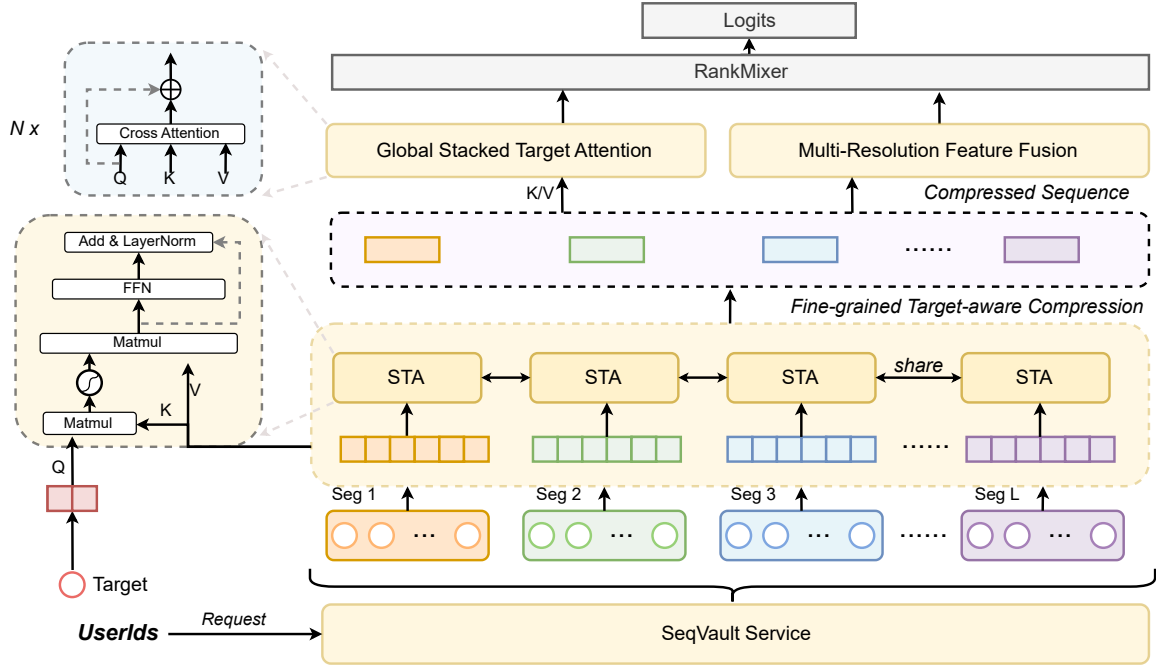 Logits
RankMixer
N x
Cross Attention
Q K V
Global Stacked Target Attention
Multi-Resolution Feature Fusion
K/V
Compressed Sequence
......
Fine-grained Target-aware Compression
Add & LayerNorm
FFN
Matmul
V
K
Matmul
Q
Target
STA
STA
STA
share
STA
......
Seg 1
Seg 2
Seg 3
Seg L
...
...
...
......
...
UserIds
Request
SeqVault Service